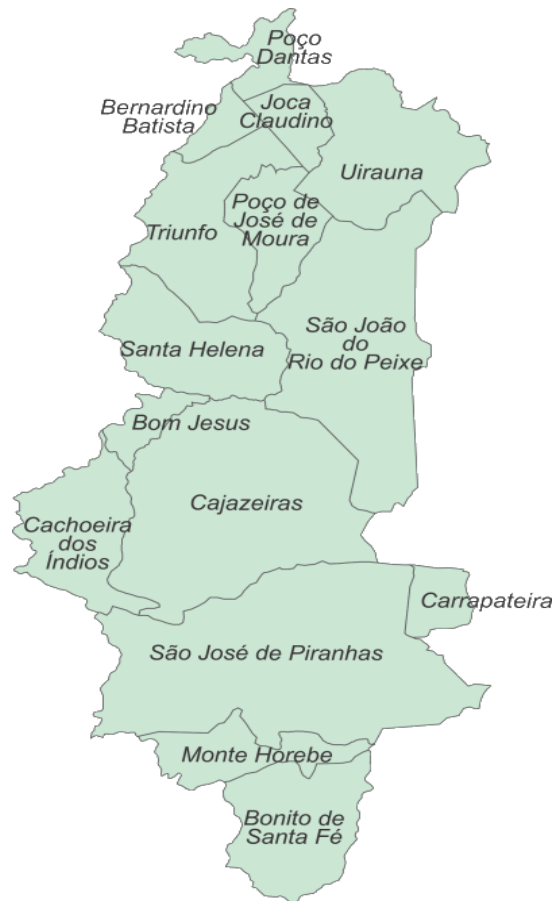 Poço
Dantas
Bernardino
Batista
Joca
Claudino
Uirauna
Poço de
José de
Moura
Triunfo
São João
do
Rio do Peixe
Santa Helena
Bom Jesus
Cajazeiras
Cachoeira
dos
Índios
Carrapateira
São José de Piranhas
Monte Horebe
Bonito de
Santa Fé